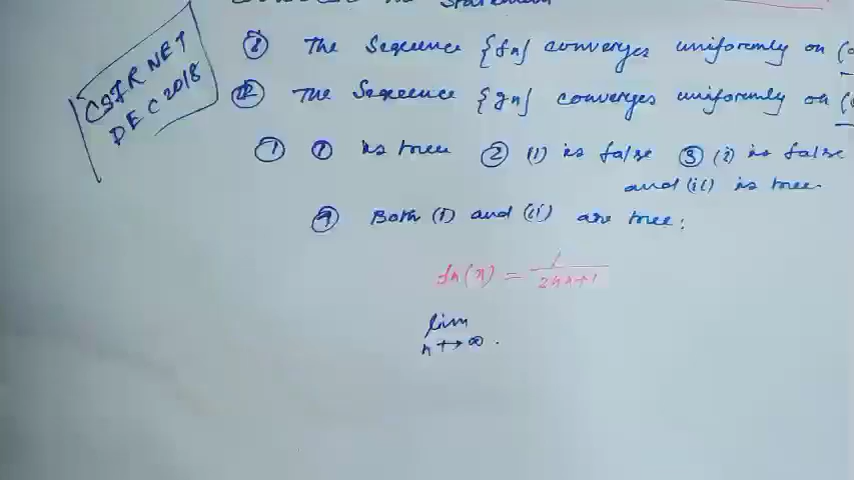 Statement
CSIR NET
DEC 2018
(i) The Sequence {fn} converges uniformly on (
(ii) The Sequence {gn} converges uniformly on (
① ① is true ② (i) is false ③ (i) is false
and (ii) is true.
④ Both (i) and (ii) are true:
fn(x) = 1/(2nx+1)
lim
n→∞.